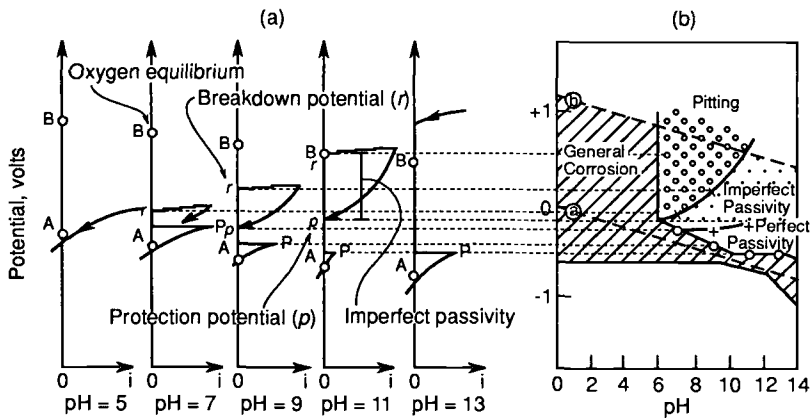 (a)
Oxygen equilibrium
Breakdown potential (r)
B
B
B
B
r
B
r
r
p
P
p
P
P
P
A
A
A
A
A
Potential, volts
Protection potential (p)
Imperfect passivity
0
i
0
i
0
i
0
i
0
i
pH = 5
pH = 7
pH = 9
pH = 11
pH = 13
(b)
+1
0
-1
b
a
Pitting
General
Corrosion
Imperfect
Passivity
Perfect
Passivity
0
2
4
6
8
10
12
14
pH